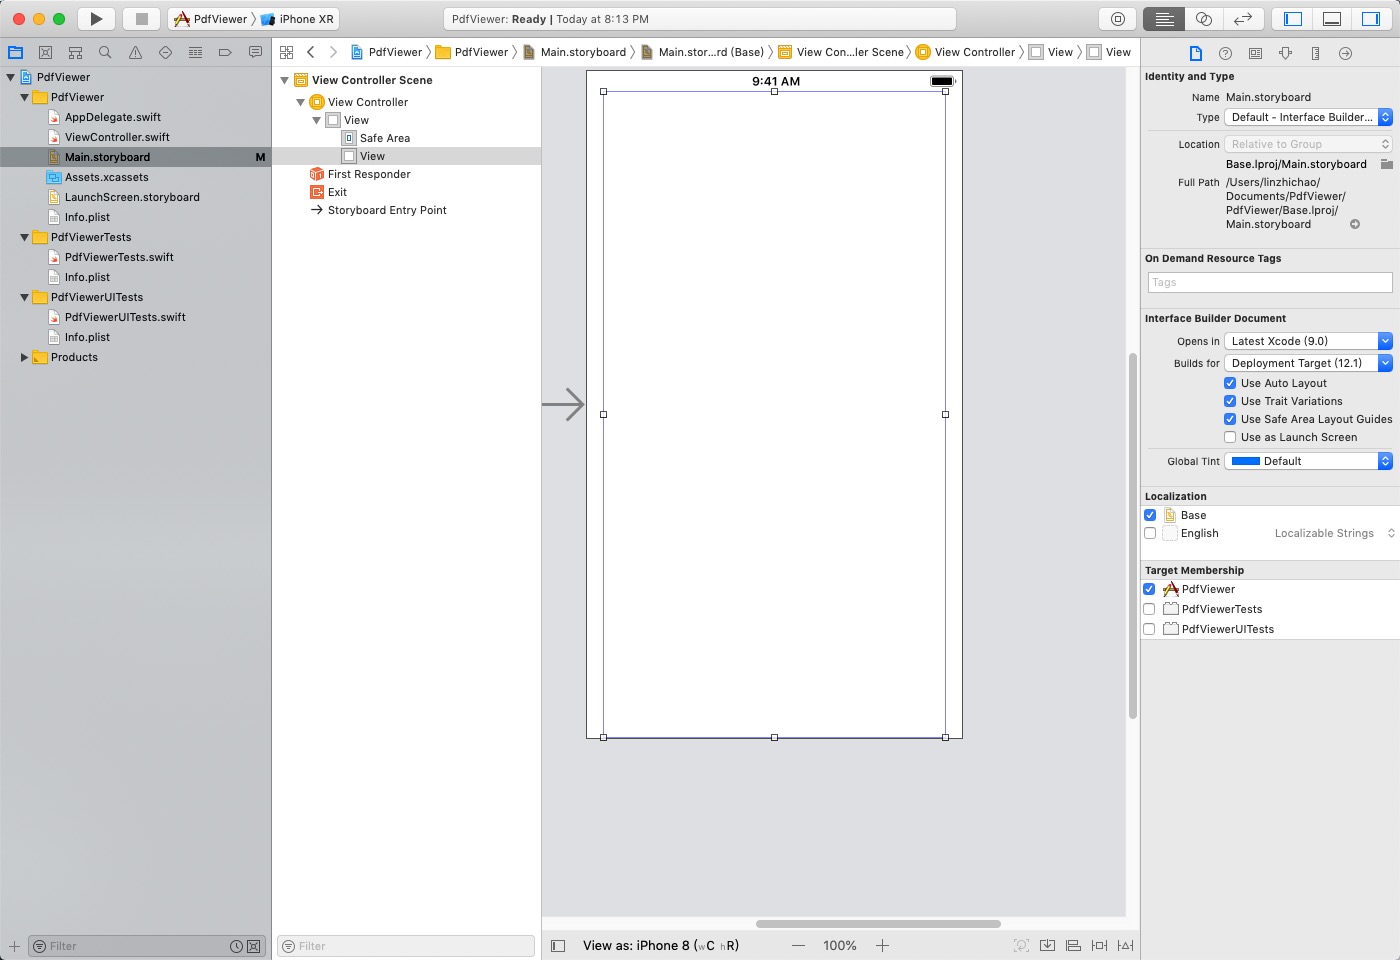 PdfViewer
iPhone XR
PdfViewer: Ready | Today at 8:13 PM
PdfViewer
PdfViewer
Main.storyboard
Main.stor...rd (Base)
View Con...ler Scene
View Controller
View
View
PdfViewer
PdfViewer
AppDelegate.swift
ViewController.swift
Main.storyboard M
Assets.xcassets
LaunchScreen.storyboard
Info.plist
PdfViewerTests
PdfViewerTests.swift
Info.plist
PdfViewerUITests
PdfViewerUITests.swift
Info.plist
Products
Filter
View Controller Scene
View Controller
View
Safe Area
View
First Responder
Exit
Storyboard Entry Point
Filter
9:41 AM
View as: iPhone 8 (wC hR)
100%
Identity and Type
Name Main.storyboard
Type Default - Interface Builder...
Location Relative to Group
Base.lproj/Main.storyboard
Full Path /Users/linzhichao/
Documents/PdfViewer/
PdfViewer/Base.lproj/
Main.storyboard
On Demand Resource Tags
Tags
Interface Builder Document
Opens in Latest Xcode (9.0)
Builds for Deployment Target (12.1)
Use Auto Layout
Use Trait Variations
Use Safe Area Layout Guides
Use as Launch Screen
Global Tint Default
Localization
Base
English Localizable Strings
Target Membership
PdfViewer
PdfViewerTests
PdfViewerUITests